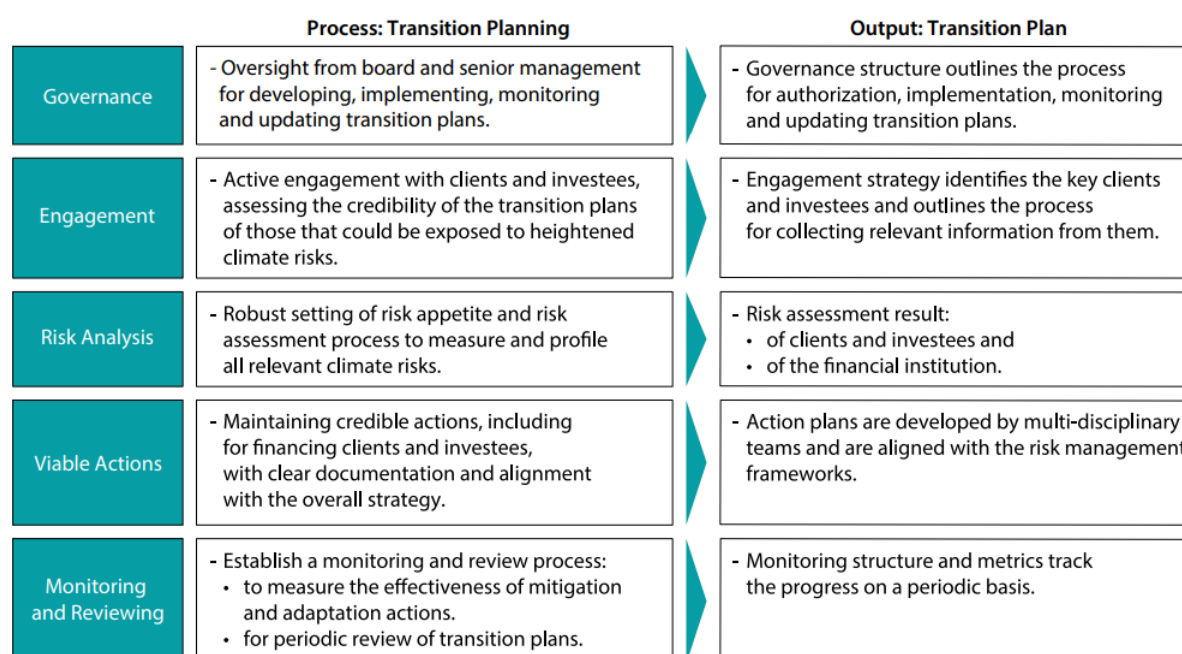 Process: Transition Planning
Output: Transition Plan
Governance
- Oversight from board and senior management
for developing, implementing, monitoring
and updating transition plans.
- Governance structure outlines the process
for authorization, implementation, monitoring
and updating transition plans.
Engagement
- Active engagement with clients and investees,
assessing the credibility of the transition plans
of those that could be exposed to heightened
climate risks.
- Engagement strategy identifies the key clients
and investees and outlines the process
for collecting relevant information from them.
Risk Analysis
- Robust setting of risk appetite and risk
assessment process to measure and profile
all relevant climate risks.
- Risk assessment result:
• of clients and investees and
• of the financial institution.
Viable Actions
- Maintaining credible actions, including
for financing clients and investees,
with clear documentation and alignment
with the overall strategy.
- Action plans are developed by multi-disciplinary
teams and are aligned with the risk management
frameworks.
Monitoring
and Reviewing
- Establish a monitoring and review process:
• to measure the effectiveness of mitigation
and adaptation actions.
• for periodic review of transition plans.
- Monitoring structure and metrics track
the progress on a periodic basis.